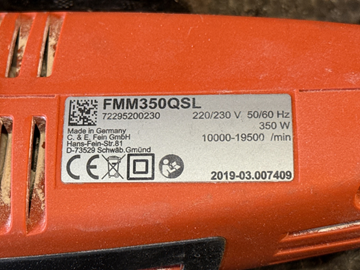 FMM350QSL
72295200230 220/230 V 50/60 Hz
Made in Germany 350 W
C. & E. Fein GmbH 10000-19500 /min
Hans-Fein-Str.81
D-73529 Schwäb.Gmünd
2019-03.007409